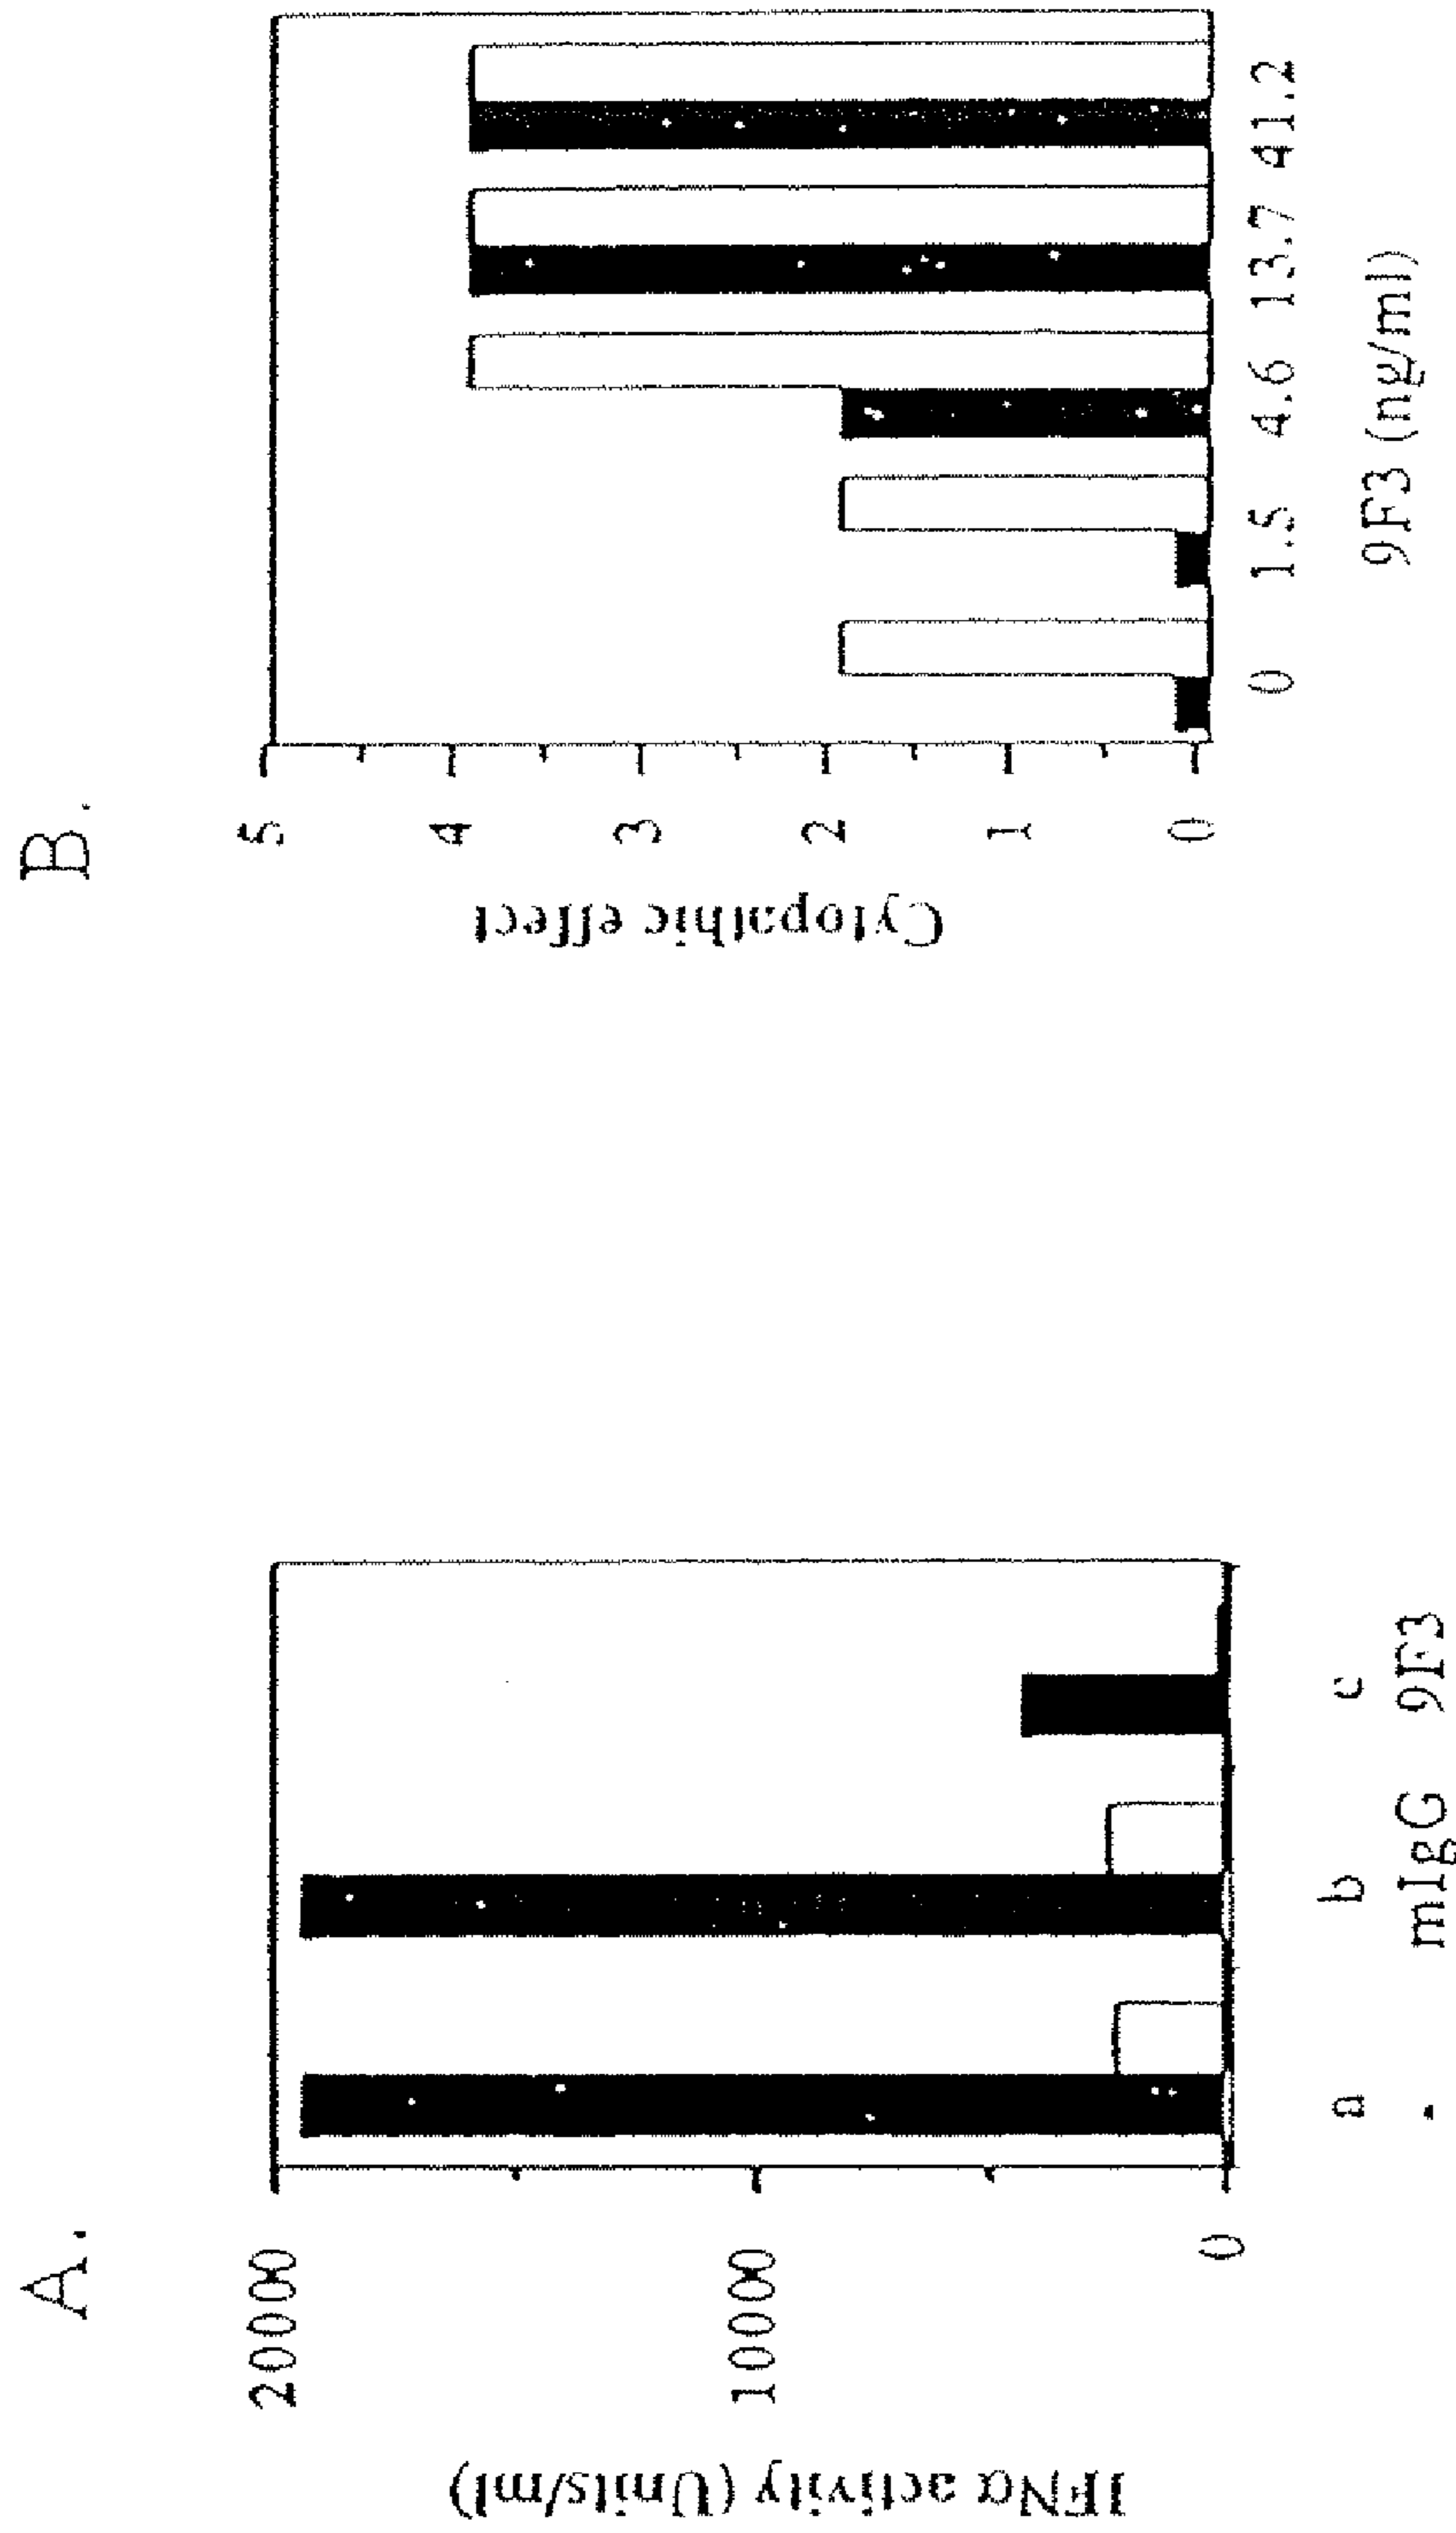 A.
IFNα activity (Units/ml)
20000
10000
0
a b c
- mIgG 9F3
B.
Cytopathic effect
5
4
3
2
1
0
0 1.5 4.6 13.7 41.2
9F3 (ng/ml)